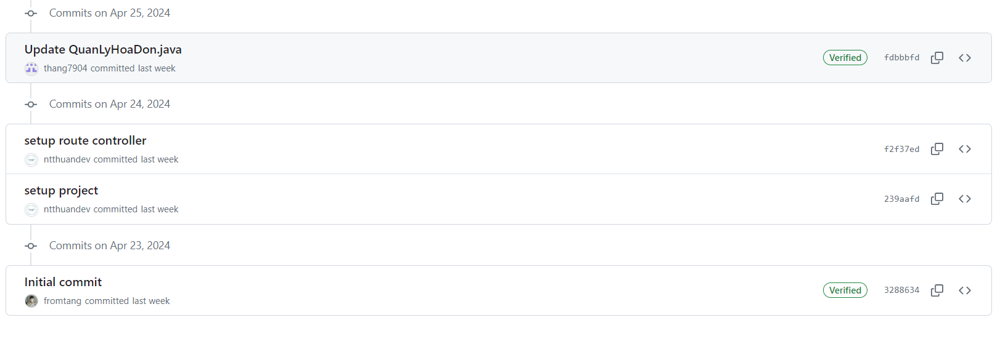 Commits on Apr 25, 2024
Update QuanLyHoaDon.java
Verified fdbbbfd
thang7904 committed last week
Commits on Apr 24, 2024
setup route controller
f2f37ed
ntthuandev committed last week
setup project
239aafd
ntthuandev committed last week
Commits on Apr 23, 2024
Initial commit
Verified 3288634
fromtang committed last week